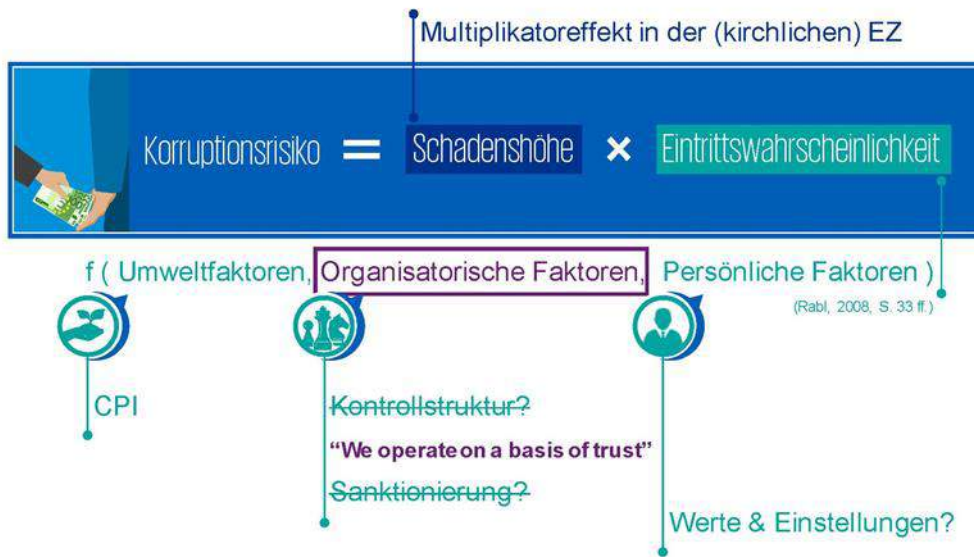 Multiplikatoreffekt in der (kirchlichen) EZ
Korruptionsrisiko = Schadenshöhe × Eintrittswahrscheinlichkeit
f ( Umweltfaktoren, Organisatorische Faktoren, Persönliche Faktoren )
(Rabl, 2008, S. 33 ff.)
CPI
Kontrollstruktur?
“We operate on a basis of trust”
Sanktionierung?
Werte & Einstellungen?